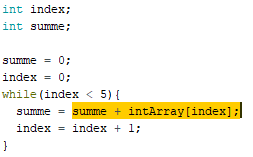 int index;
int summe;

summe = 0;
index = 0;
while(index < 5){
  summe = summe + intArray[index];
  index = index + 1;
}